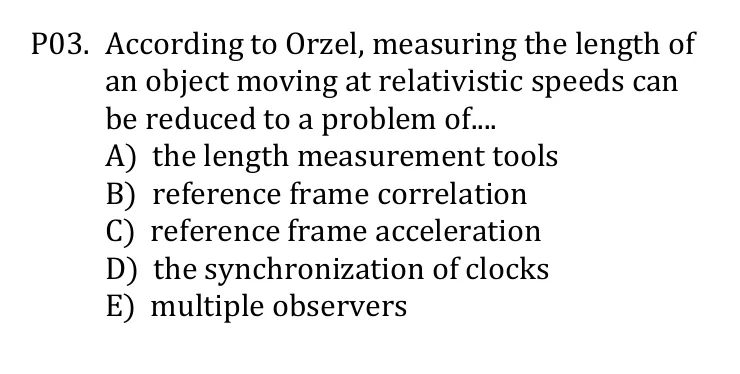 P03. According to Orzel, measuring the length of
an object moving at relativistic speeds can
be reduced to a problem of....
A) the length measurement tools
B) reference frame correlation
C) reference frame acceleration
D) the synchronization of clocks
E) multiple observers